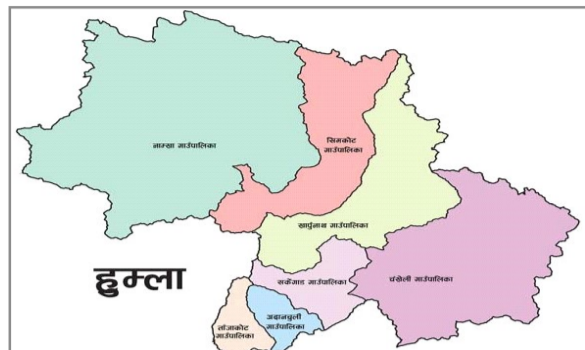 सिमकोट
गाउँपालिका
नाम्खा गाउँपालिका
खार्पुनाथ गाउँपालिका
हुम्ला
सर्केगाड गाउँपालिका
चंखेली गाउँपालिका
ताँजाकोट
गाउँपालिका
अदानचुली
गाउँपालिका